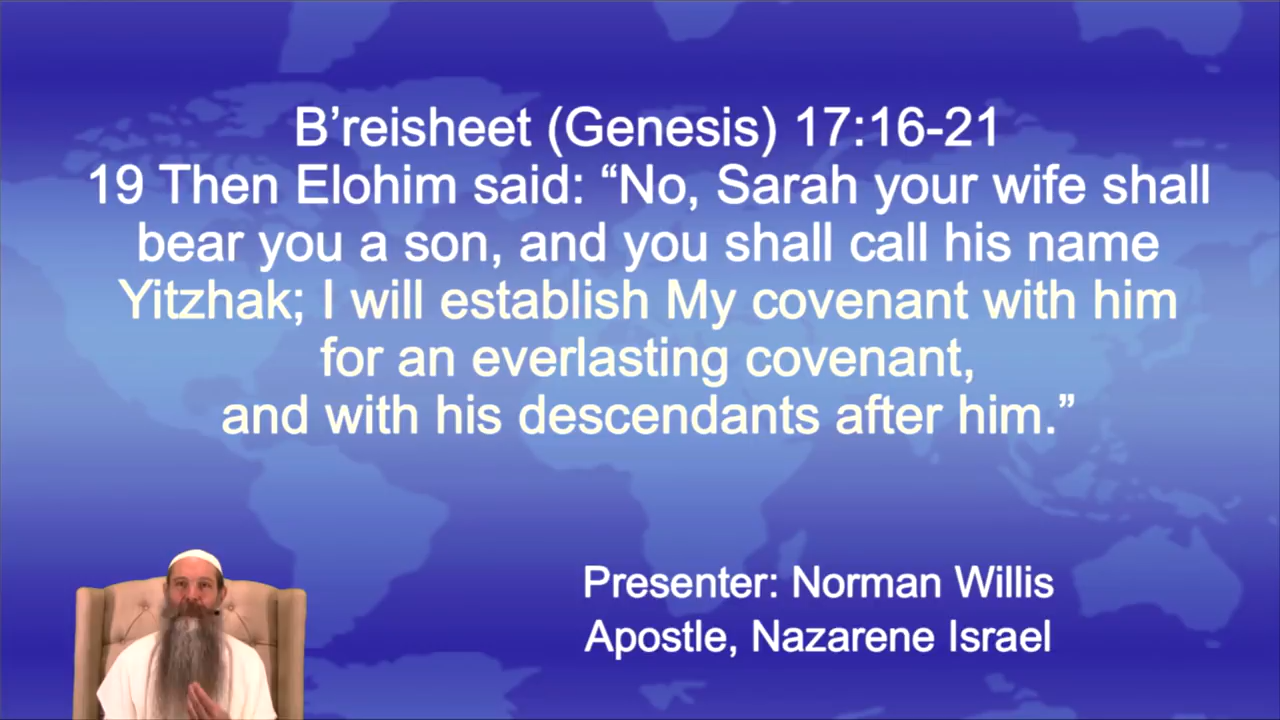 B’reisheet (Genesis) 17:16-21
19 Then Elohim said: “No, Sarah your wife shall
bear you a son, and you shall call his name
Yitzhak; I will establish My covenant with him
for an everlasting covenant,
and with his descendants after him.”
Presenter: Norman Willis
Apostle, Nazarene Israel